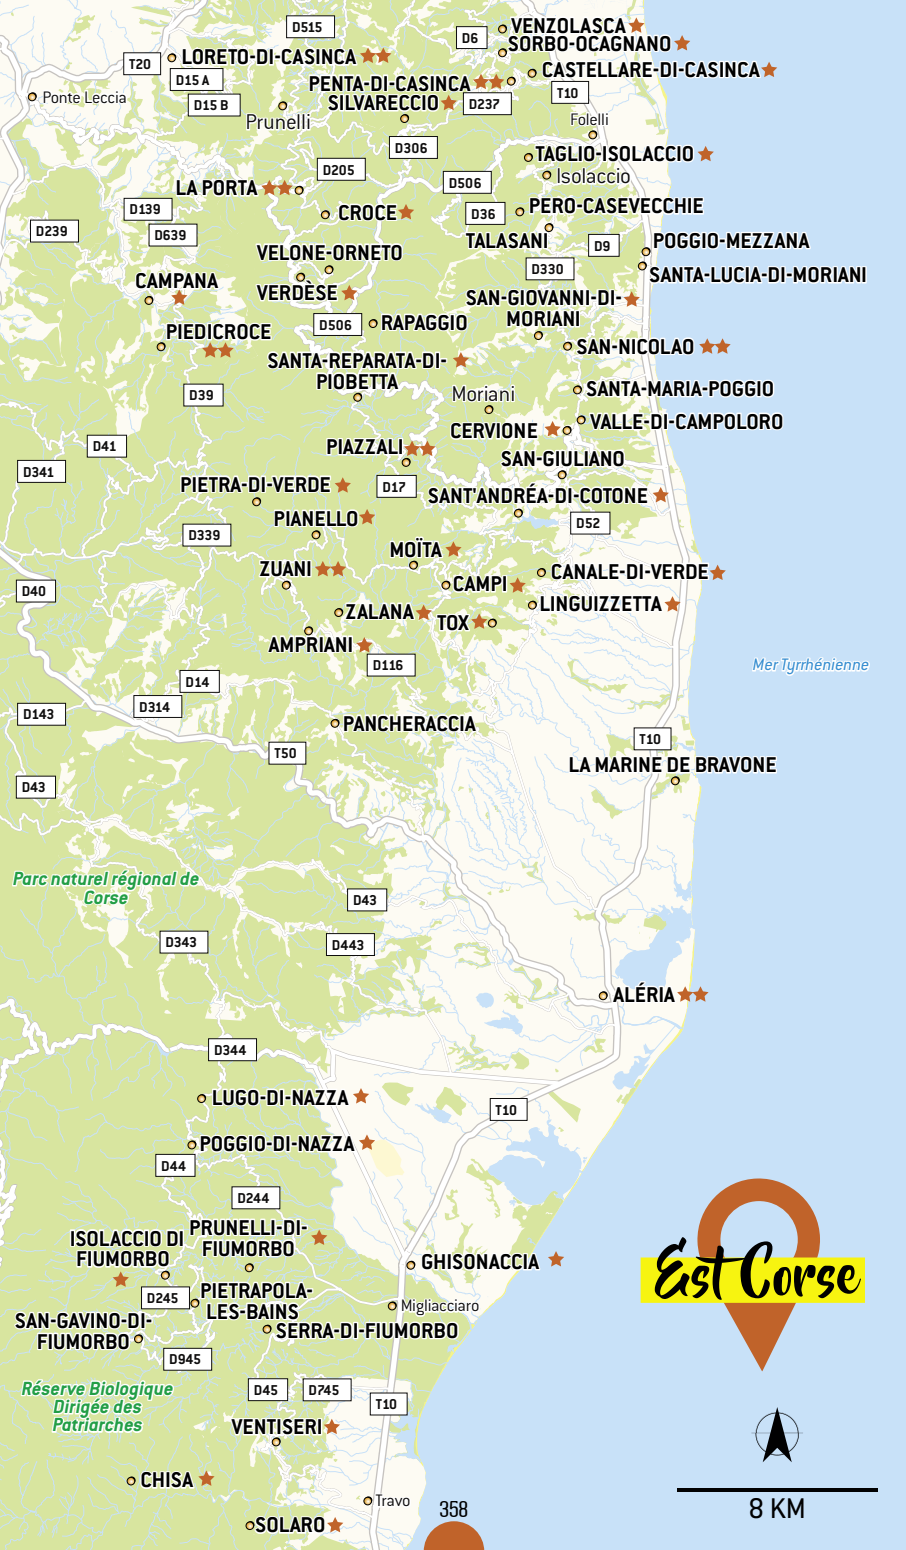 D515
VENZOLASCA
D6
SORBO-OCAGNANO
LORETO-DI-CASINCA
T20
CASTELLARE-DI-CASINCA
D15 A
PENTA-DI-CASINCA
T10
Ponte Leccia
D15 B
SILVARECCIO
D237
Prunelli
Folelli
D306
TAGLIO-ISOLACCIO
D205
Isolaccio
LA PORTA
D506
D139
CROCE
D36
PERO-CASEVECCHIE
D239
D639
TALASANI
D9
POGGIO-MEZZANA
VELONE-ORNETO
D330
SANTA-LUCIA-DI-MORIANI
CAMPANA
VERDÈSE
SAN-GIOVANNI-DI-
MORIANI
PIEDICROCE
D506
RAPAGGIO
SAN-NICOLAO
SANTA-REPARATA-DI-
PIOBETTA
D39
Moriani
SANTA-MARIA-POGGIO
VALLE-DI-CAMPOLORO
CERVIONE
D41
PIAZZALI
SAN-GIULIANO
D341
PIETRA-DI-VERDE
D17
SANT'ANDRÉA-DI-COTONE
PIANELLO
D52
D339
MOÏTA
ZUANI
CANALE-DI-VERDE
D40
CAMPI
LINGUIZZETTA
ZALANA
TOX
AMPRIANI
D116
Mer Tyrrhénienne
D14
D314
D143
PANCHERACCIA
T10
T50
LA MARINE DE BRAVONE
D43
Parc naturel régional de
Corse
D43
D343
D443
ALÉRIA
D344
LUGO-DI-NAZZA
T10
POGGIO-DI-NAZZA
D44
D244
PRUNELLI-DI-
FIUMORBO
ISOLACCIO DI
FIUMORBO
GHISONACCIA
Est Corse
D245
PIETRAPOLA-
LES-BAINS
Migliacciaro
SAN-GAVINO-DI-
FIUMORBO
SERRA-DI-FIUMORBO
D945
Réserve Biologique
Dirigée des
Patriarches
D45
D745
T10
VENTISERI
CHISA
Travo
8 KM
358
SOLARO